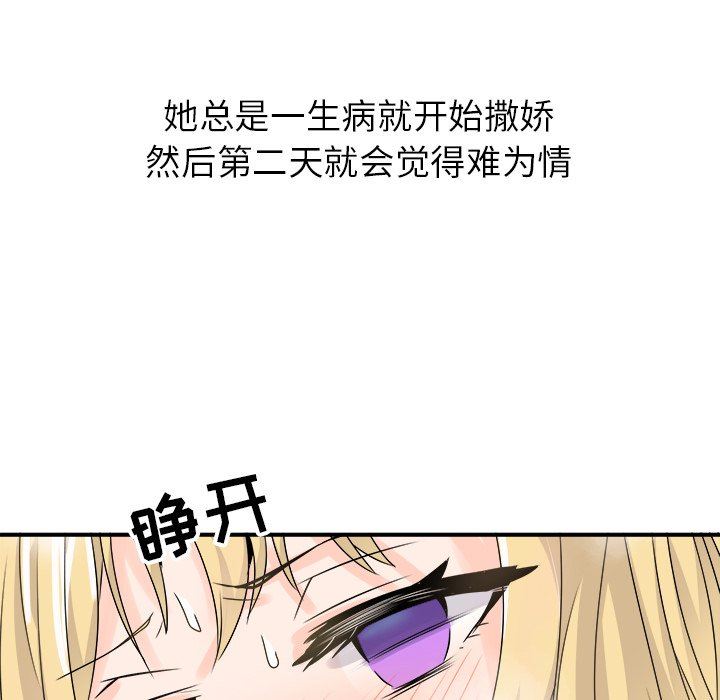 她总是一生病就开始撒娇
然后第二天就会觉得难为情
睁开